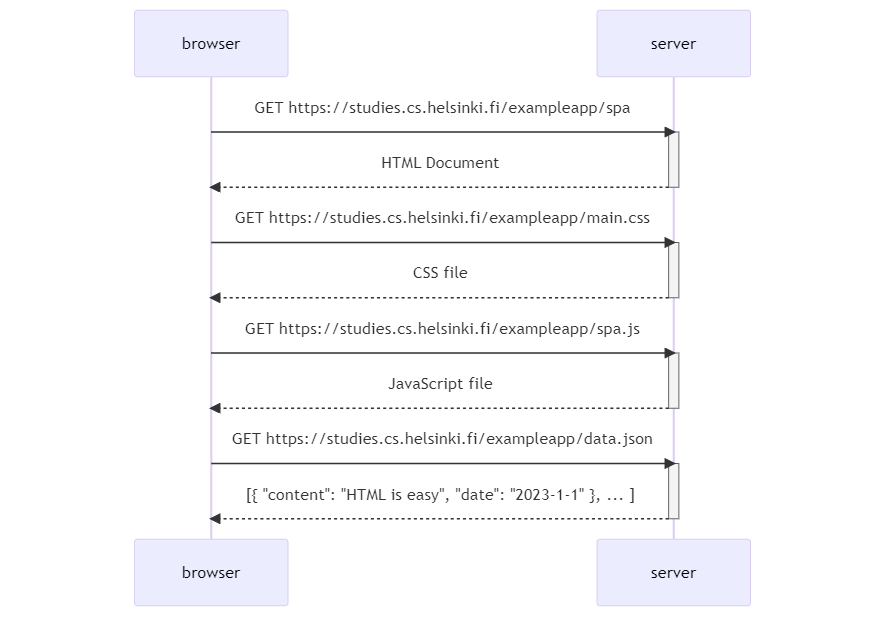 browser
server
GET https://studies.cs.helsinki.fi/exampleapp/spa
HTML Document
GET https://studies.cs.helsinki.fi/exampleapp/main.css
CSS file
GET https://studies.cs.helsinki.fi/exampleapp/spa.js
JavaScript file
GET https://studies.cs.helsinki.fi/exampleapp/data.json
[{ "content": "HTML is easy", "date": "2023-1-1" }, ... ]
browser
server